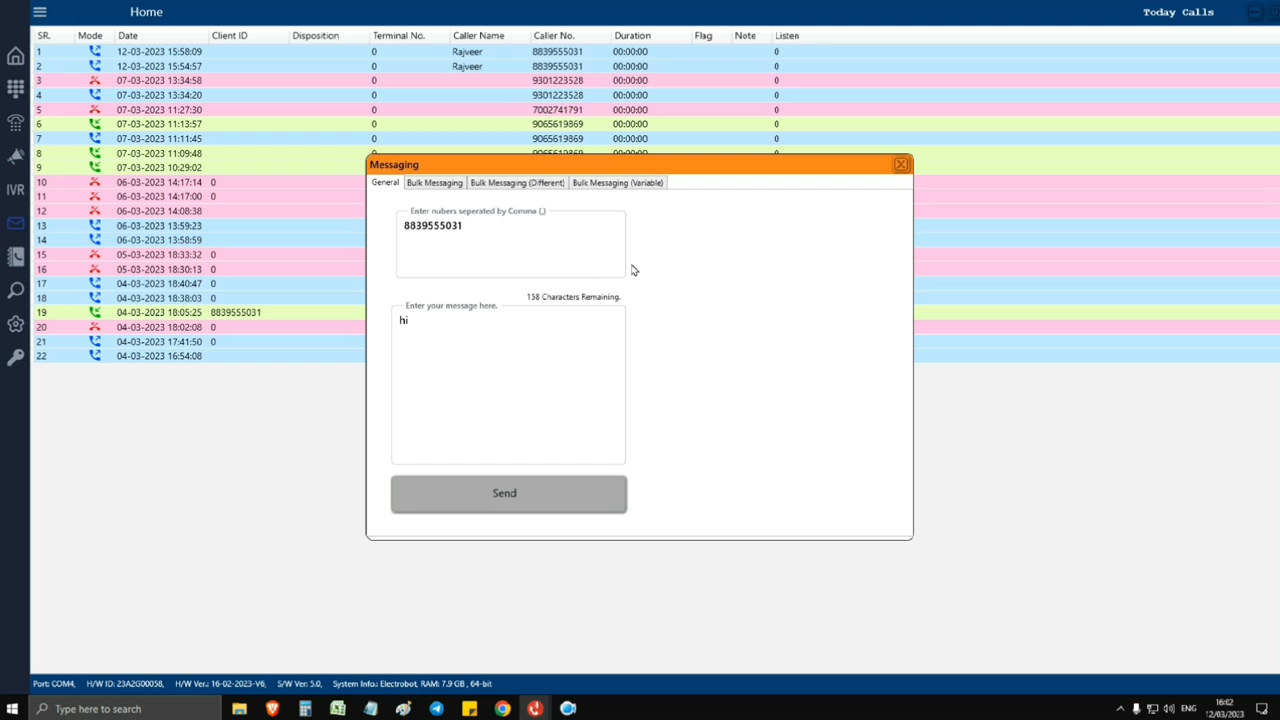 Home Today Calls
SR. Mode Date Client ID Disposition Terminal No. Caller Name Caller No. Duration Flag Note Listen
1 12-03-2023 15:58:09 0 Rajveer 8839555031 00:00:00 0
2 12-03-2023 15:54:57 0 Rajveer 8839555031 00:00:00 0
3 07-03-2023 13:34:58 0 9301223528 00:00:00 0
4 07-03-2023 13:34:20 0 9301223528 00:00:00 0
5 07-03-2023 11:27:30 0 7002741791 00:00:00 0
6 07-03-2023 11:13:57 0 9065619869 00:00:00 0
7 07-03-2023 11:11:45 0 9065619869 00:00:00 0
8 07-03-2023 11:09:48 0 9065619869 00:00:00 0
9 07-03-2023 10:29:02
IVR
10 06-03-2023 14:17:14 0
11 06-03-2023 14:17:00 0
12 06-03-2023 14:08:38
13 06-03-2023 13:59:23
14 06-03-2023 13:58:59
15 05-03-2023 18:33:32 0
16 05-03-2023 18:30:13 0
17 04-03-2023 18:40:47 0
18 04-03-2023 18:38:03 0
19 04-03-2023 18:05:25 8839555031
20 04-03-2023 18:02:08 0
21 04-03-2023 17:41:50 0
22 04-03-2023 16:54:08
Messaging
General Bulk Messaging Bulk Messaging (Different) Bulk Messaging (Variable)
Enter nubers seperated by Comma (,)
8839555031
158 Characters Remaining.
Enter your message here.
hi
Send
Port: COM4, H/W ID: 23A2G00058, H/W Ver.: 16-02-2023-V6, S/W Ver: 5.0, System Info.: Electrobot, RAM: 7.9 GB , 64-bit
Type here to search
ENG
16:02
12/03/2023